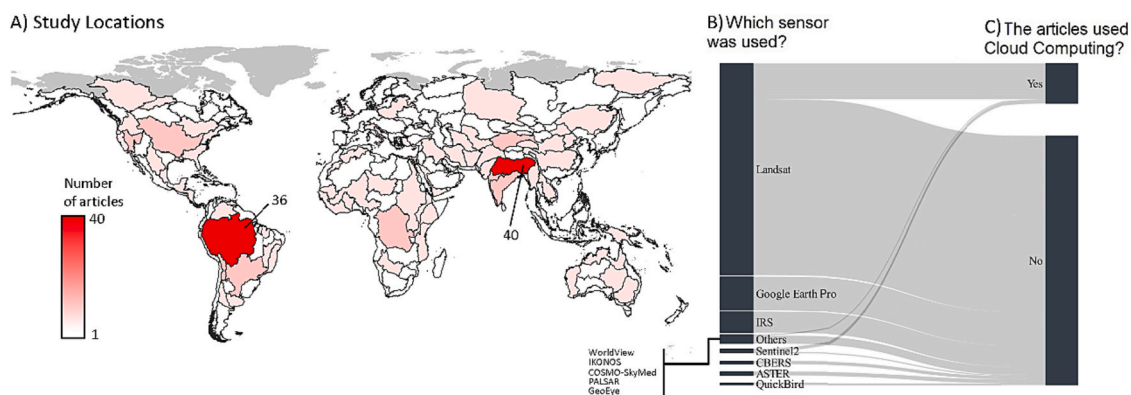 A) Study Locations
36
40
Number
of articles
40
1
B) Which sensor
was used?
C) The articles used
Cloud Computing?
Landsat
Google Earth Pro
IRS
Others
Sentinel2
CBERS
ASTER
QuickBird
WorldView
IKONOS
COSMO-SkyMed
PALSAR
GeoEye
Yes
No